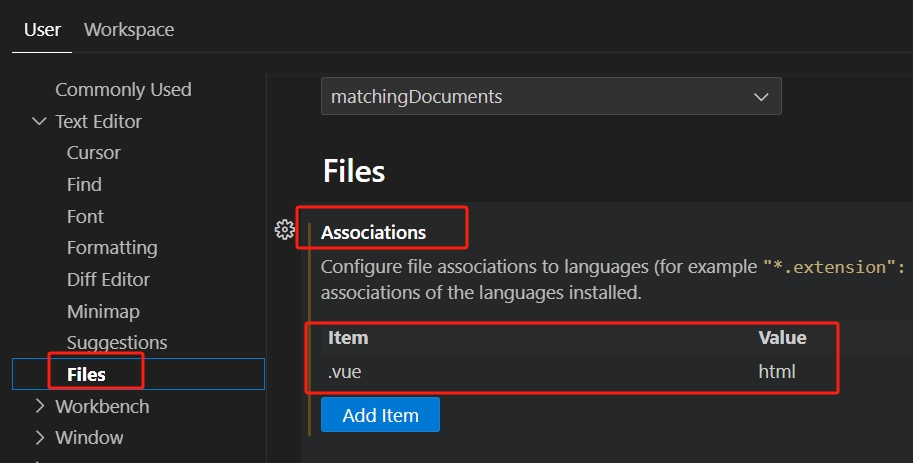 User Workspace
Commonly Used
Text Editor
Cursor
Find
Font
Formatting
Diff Editor
Minimap
Suggestions
Files
Workbench
Window
matchingDocuments
Files
Associations
Configure file associations to languages (for example "*.extension":
associations of the languages installed.
Item Value
.vue html
Add Item